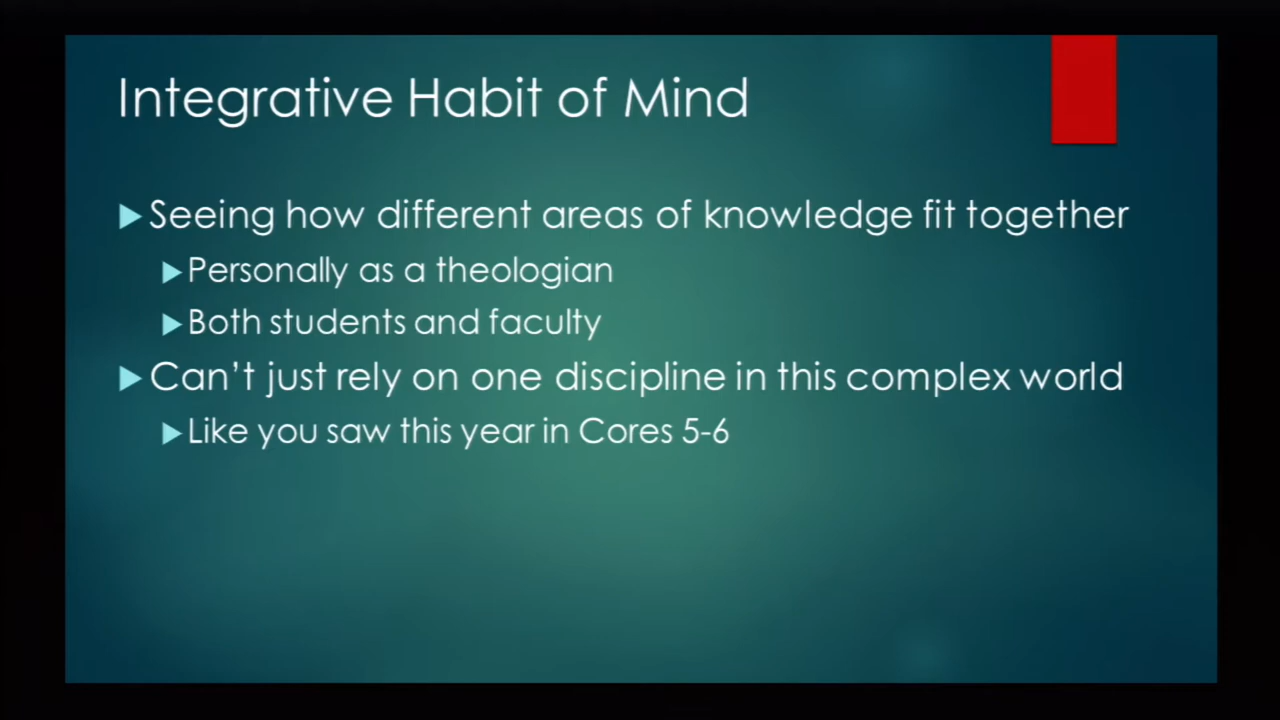 Integrative Habit of Mind
Seeing how different areas of knowledge fit together
Personally as a theologian
Both students and faculty
Can't just rely on one discipline in this complex world
Like you saw this year in Cores 5-6